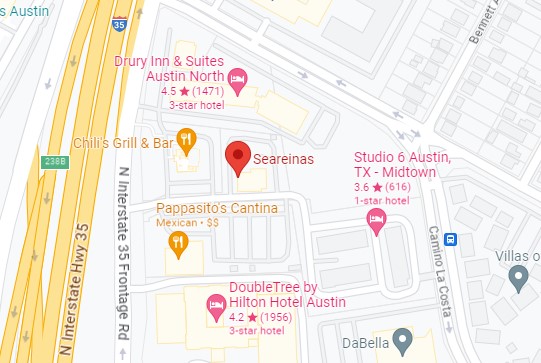 s Austin
35
Bennett A
Drury Inn & Suites
Austin North
4.5 ★ (1471)
3-star hotel
Chili's Grill & Bar
Seareinas
238B
Studio 6 Austin,
TX - Midtown
3.6 ★ (616)
1-star hotel
N Interstate 35 Frontage Rd
Pappasito's Cantina
Mexican • $$
N Interstate Hwy 35
Camino La Costa
Villas o
DoubleTree by
Hilton Hotel Austin
4.2 ★ (1956)
3-star hotel
DaBella